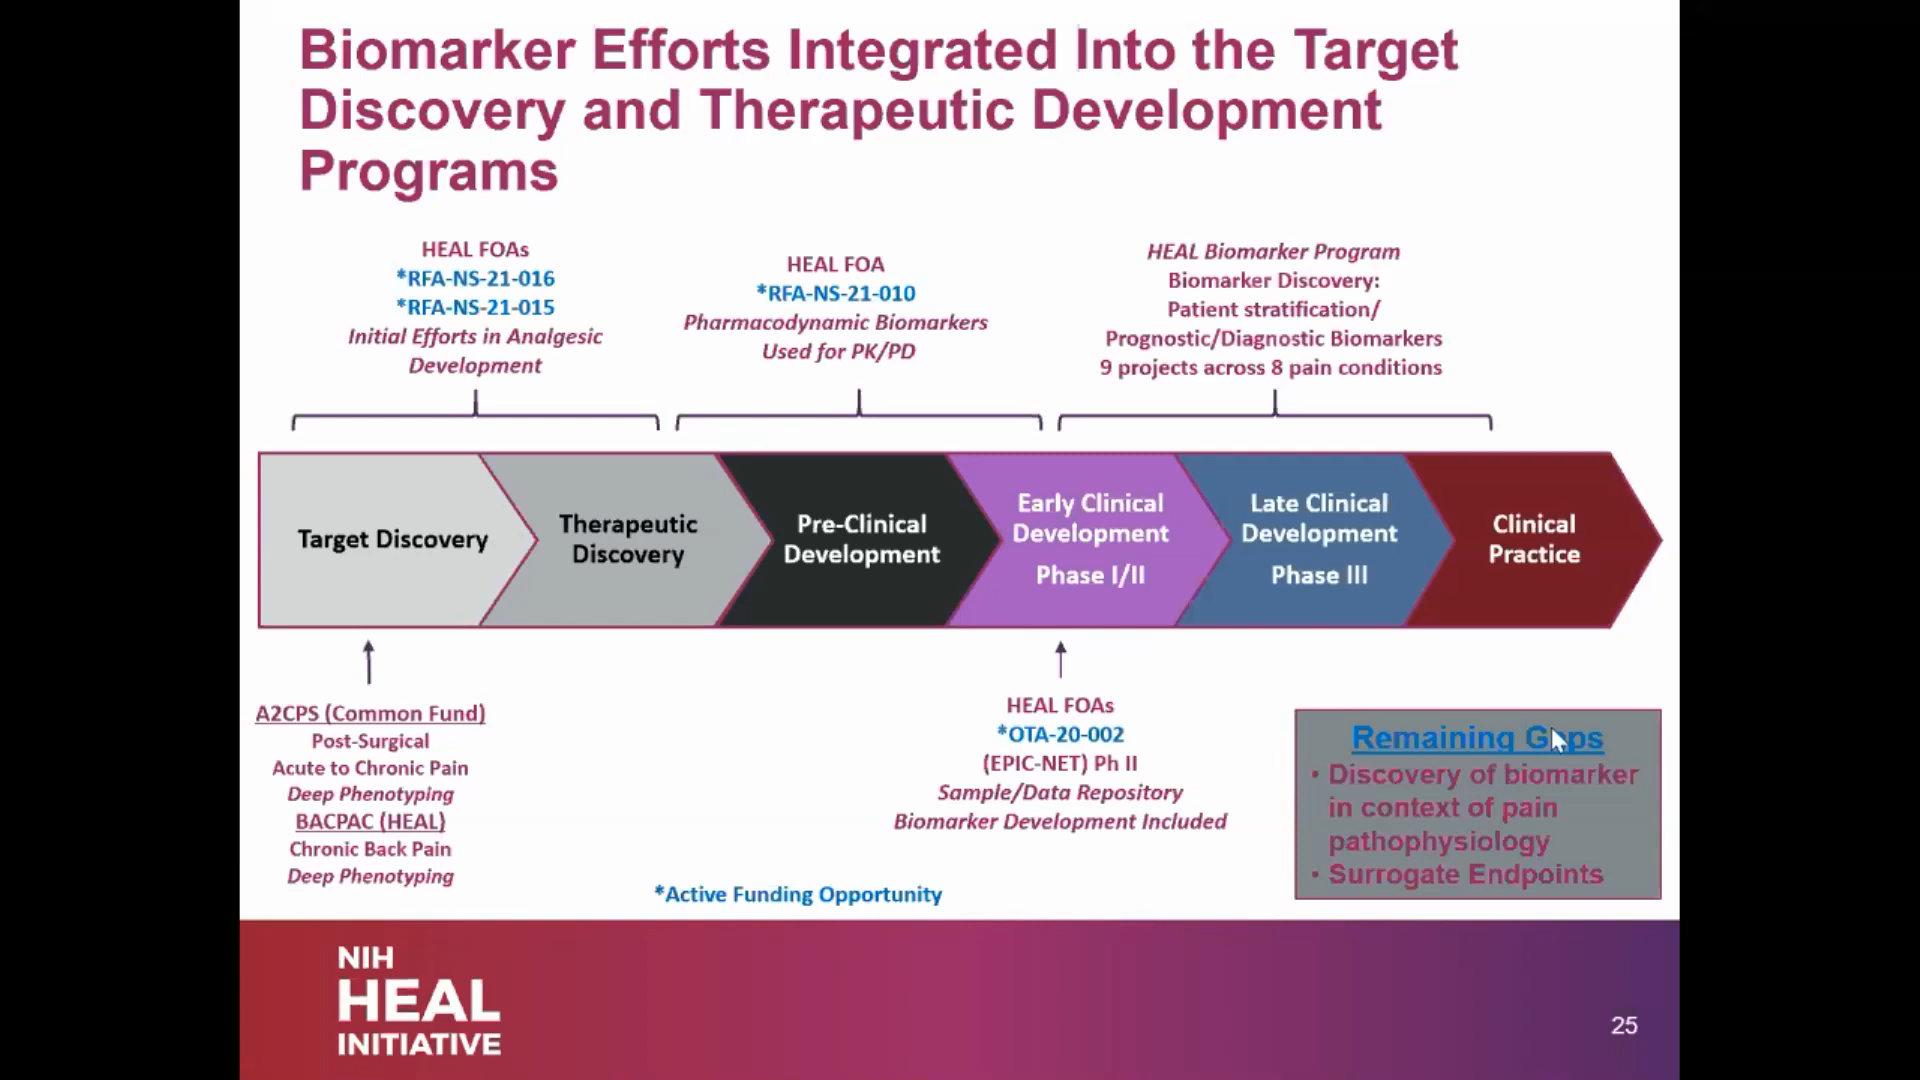 Biomarker Efforts Integrated Into the Target
Discovery and Therapeutic Development
Programs
HEAL FOAs
*RFA-NS-21-016
*RFA-NS-21-015
Initial Efforts in Analgesic
Development
HEAL FOA
*RFA-NS-21-010
Pharmacodynamic Biomarkers
Used for PK/PD
HEAL Biomarker Program
Biomarker Discovery:
Patient stratification/
Prognostic/Diagnostic Biomarkers
9 projects across 8 pain conditions
Target Discovery
Therapeutic
Discovery
Pre-Clinical
Development
Early Clinical
Development
Phase I/II
Late Clinical
Development
Phase III
Clinical
Practice
A2CPS (Common Fund)
Post-Surgical
Acute to Chronic Pain
Deep Phenotyping
BACPAC (HEAL)
Chronic Back Pain
Deep Phenotyping
HEAL FOAs
*OTA-20-002
(EPIC-NET) Ph II
Sample/Data Repository
Biomarker Development Included
Remaining Gaps
• Discovery of biomarker
in context of pain
pathophysiology
• Surrogate Endpoints
*Active Funding Opportunity
NIH
HEAL
INITIATIVE
25